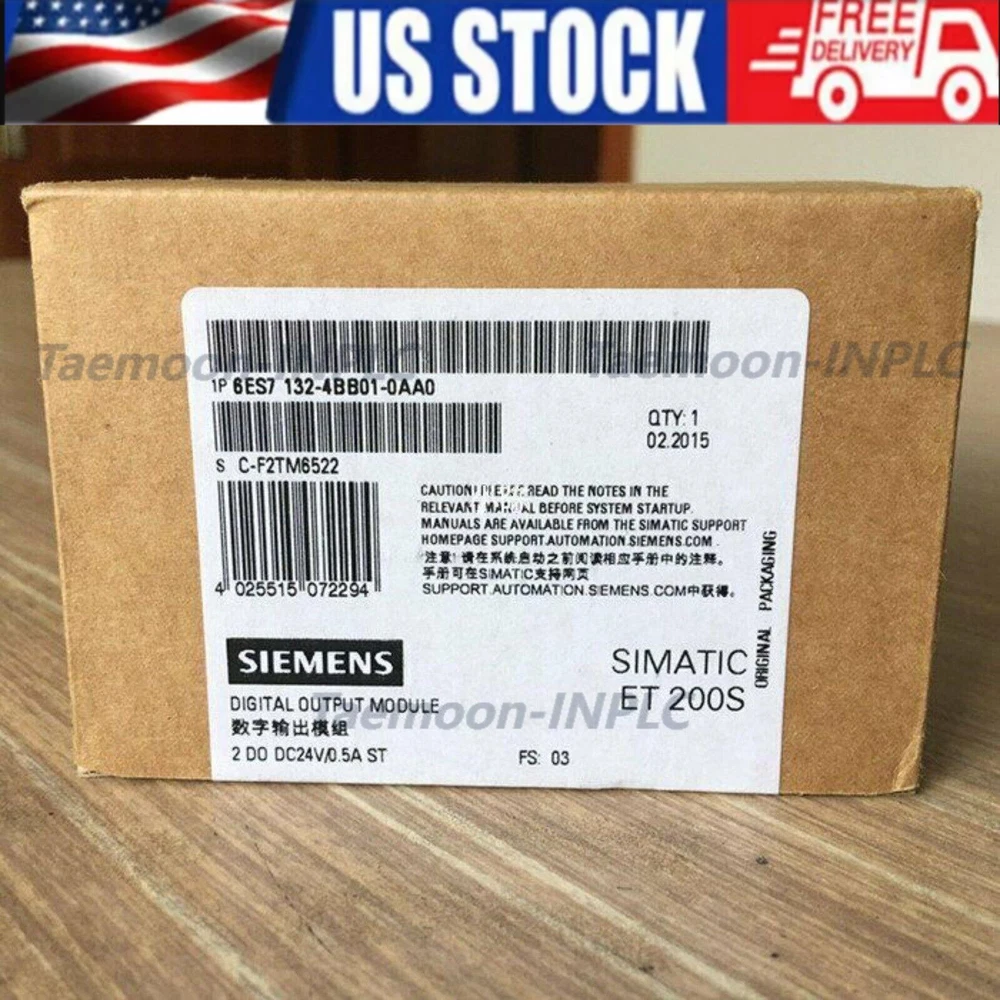 US STOCK
FREE
DELIVERY
Taemoon-INPLC
Taemoon-INPLC
1P 6ES7 132-4BB01-0AA0
QTY: 1
02.2015
S C-F2TM6522
CAUTION! PLEASE READ THE NOTES IN THE
RELEVANT MANUAL BEFORE SYSTEM STARTUP.
MANUALS ARE AVAILABLE FROM THE SIMATIC SUPPORT
HOMEPAGE SUPPORT.AUTOMATION.SIEMENS.COM .
注意!请在系统启动之前阅读相应手册中的注释。
手册可在SIMATIC支持网页
SUPPORT.AUTOMATION.SIEMENS.COM中获得。
4 025515 072294
ORIGINAL PACKAGING
SIEMENS
SIMATIC
ET 200S
DIGITAL OUTPUT MODULE
Taemoon-INPLC
数字输出模组
2 DO DC24V/0.5A ST
FS: 03